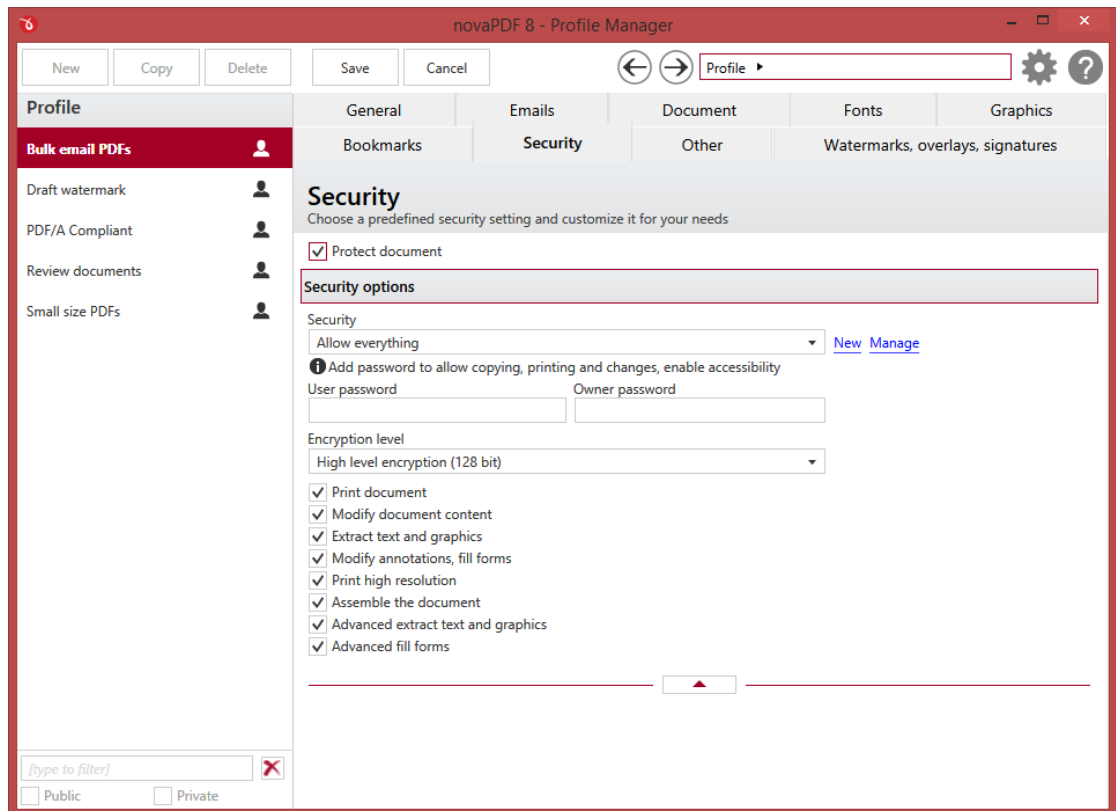 novaPDF 8 - Profile Manager
New Copy Delete Save Cancel Profile
Profile
Bulk email PDFs
Draft watermark
PDF/A Compliant
Review documents
Small size PDFs
[type to filter]
Public Private
General Emails Document Fonts Graphics
Bookmarks Security Other Watermarks, overlays, signatures
Security
Choose a predefined security setting and customize it for your needs
Protect document
Security options
Security
Allow everything New Manage
Add password to allow copying, printing and changes, enable accessibility
User password Owner password
Encryption level
High level encryption (128 bit)
Print document
Modify document content
Extract text and graphics
Modify annotations, fill forms
Print high resolution
Assemble the document
Advanced extract text and graphics
Advanced fill forms